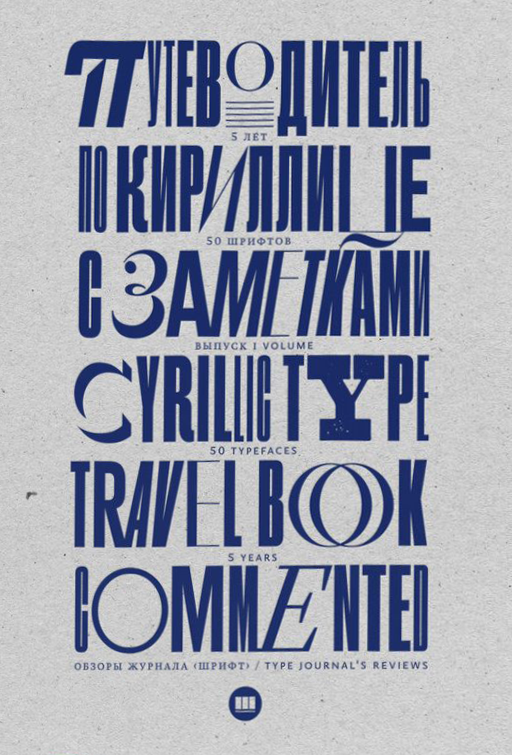 ПУТЕВОДИТЕЛЬ
5 ЛЕТ
ПО КИРИЛЛИЦЕ
50 ШРИФТОВ
С ЗАМЕТКАМИ
ВЫПУСК I VOLUME
CYRILLIC TYPE
50 TYPEFACES
TRAVEL BOOK
5 YEARS
COMMENTED
ОБЗОРЫ ЖУРНАЛА ‹ШРИФТ› / TYPE JOURNAL'S REVIEWS